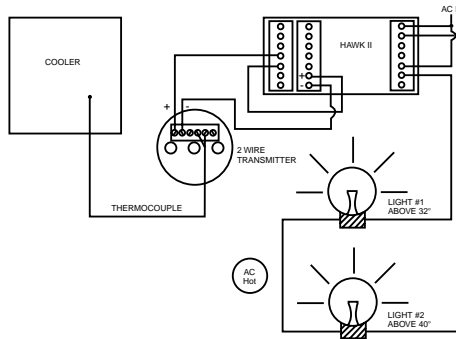 AC
HAWK II
COOLER
+
-
+
-
2 WIRE
TRANSMITTER
THERMOCOUPLE
LIGHT #1
ABOVE 32°
AC
Hot
LIGHT #2
ABOVE 40°